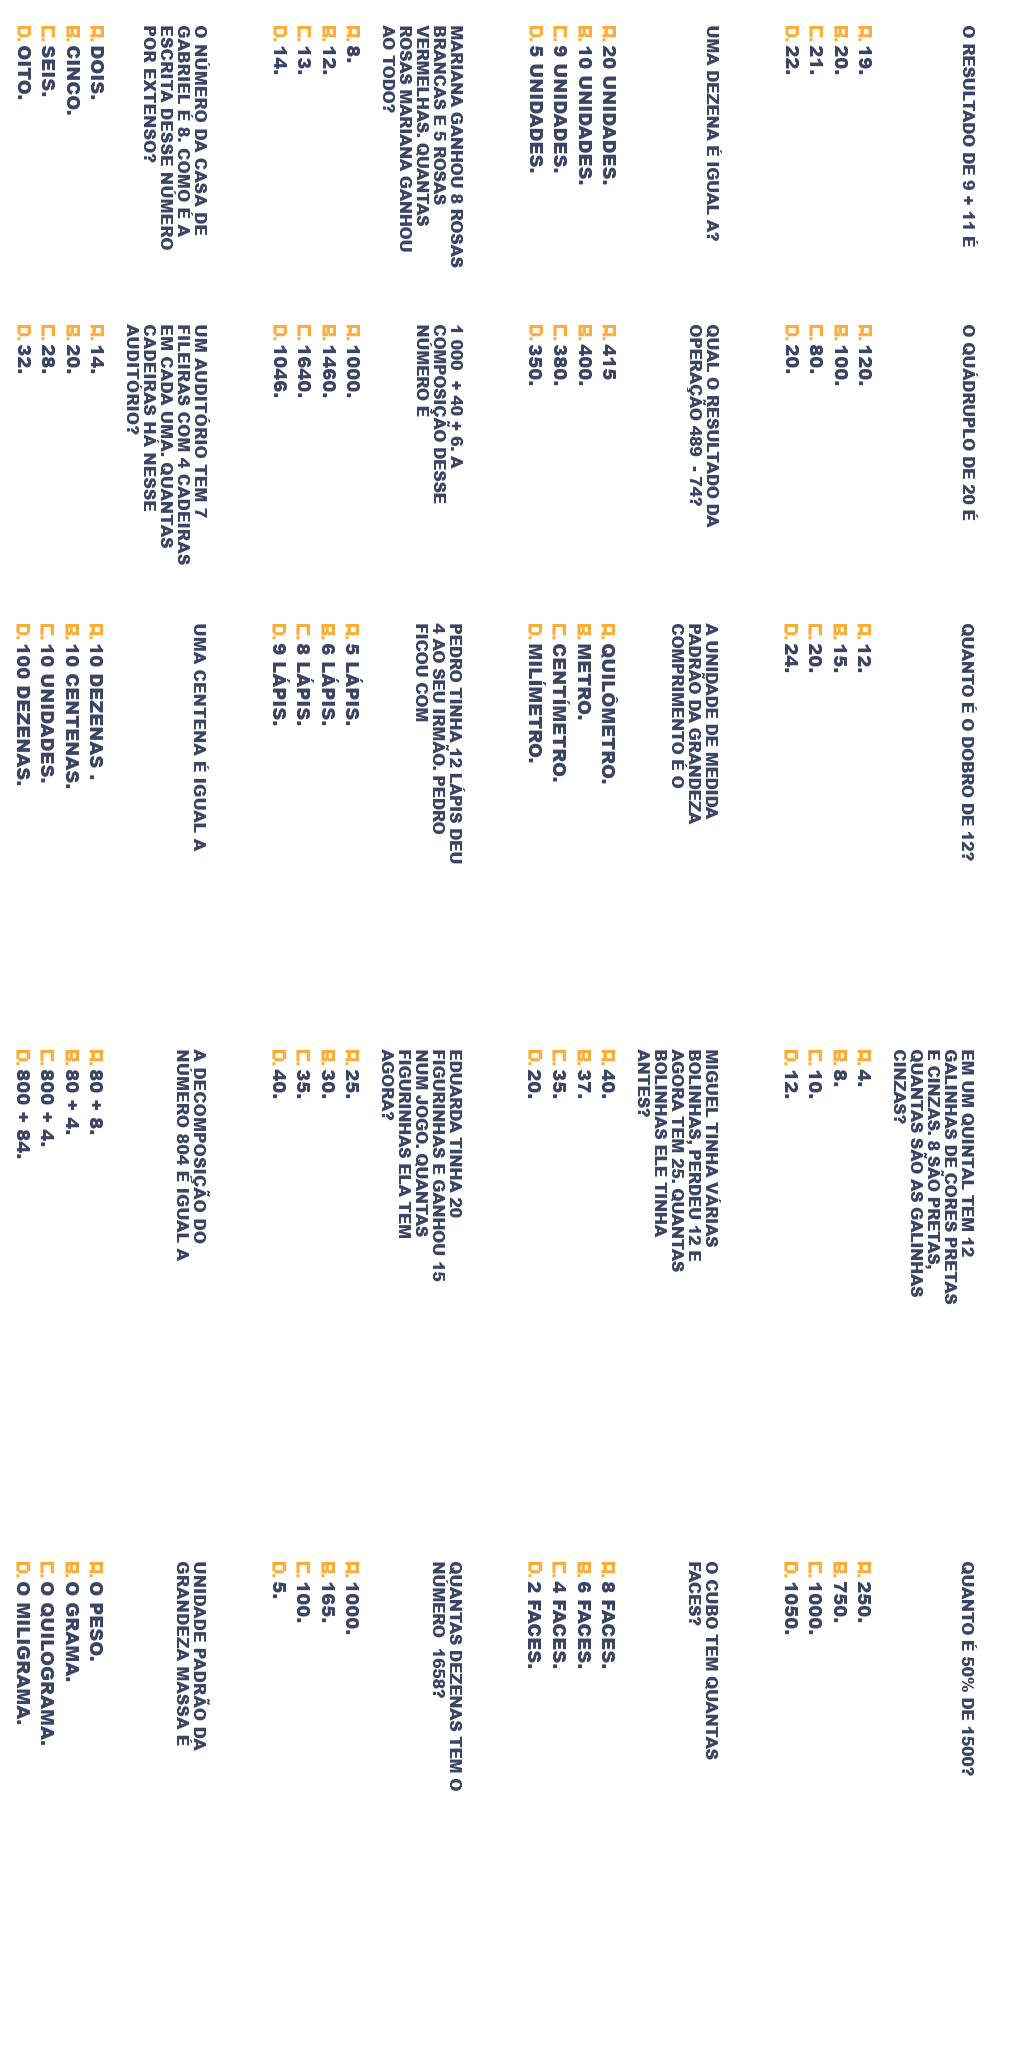 O RESULTADO DE 9 + 11 É
A. 19.
B. 20.
C. 21.
D. 22.
O QUÁDRUPLO DE 20 É
A. 120.
B. 100.
C. 80.
D. 20.
QUANTO É O DOBRO DE 12?
A. 12.
B. 15.
C. 20.
D. 24.
EM UM QUINTAL TEM 12
GALINHAS DE CORES PRETAS
E CINZAS. 8 SÃO PRETAS,
QUANTAS SÃO AS GALINHAS
CINZAS?
A. 4.
B. 8.
C. 10.
D. 12.
QUANTO É 50% DE 1500?
A. 250.
B. 750.
C. 1000.
D. 1050.
UMA DEZENA É IGUAL A?
A. 20 UNIDADES.
B. 10 UNIDADES.
C. 9 UNIDADES.
D. 5 UNIDADES.
QUAL O RESULTADO DA
OPERAÇÃO 489 - 74?
A. 415
B. 400.
C. 380.
D. 350.
A UNIDADE DE MEDIDA
PADRÃO DA GRANDEZA
COMPRIMENTO É O
A. QUILÔMETRO.
B. METRO.
C. CENTÍMETRO.
D. MILÍMETRO.
MIGUEL TINHA VÁRIAS
BOLINHAS, PERDEU 12 E
AGORA TEM 25. QUANTAS
BOLINHAS ELE TINHA
ANTES?
A. 40.
B. 37.
C. 35.
D. 20.
O CUBO TEM QUANTAS
FACES?
A. 8 FACES.
B. 6 FACES.
C. 4 FACES.
D. 2 FACES.
MARIANA GANHOU 8 ROSAS
BRANCAS E 5 ROSAS
VERMELHAS. QUANTAS
ROSAS MARIANA GANHOU
AO TODO?
A. 8.
B. 12.
C. 13.
D. 14.
1 000 + 40 + 6. A
COMPOSIÇÃO DESSE
NÚMERO É
A. 1000.
B. 1460.
C. 1640.
D. 1046.
PEDRO TINHA 12 LÁPIS DEU
4 AO SEU IRMÃO. PEDRO
FICOU COM
A. 5 LÁPIS.
B. 6 LÁPIS.
C. 8 LÁPIS.
D. 9 LÁPIS.
EDUARDA TINHA 20
FIGURINHAS E GANHOU 15
NUM JOGO. QUANTAS
FIGURINHAS ELA TEM
AGORA?
A. 25.
B. 30.
C. 35.
D. 40.
QUANTAS DEZENAS TEM O
NÚMERO 1658?
A. 1000.
B. 165.
C. 100.
D. 5.
O NÚMERO DA CASA DE
GABRIEL É 8. COMO É A
ESCRITA DESSE NÚMERO
POR EXTENSO?
A. DOIS.
B. CINCO.
C. SEIS.
D. OITO.
UM AUDITÓRIO TEM 7
FILEIRAS COM 4 CADEIRAS
EM CADA UMA. QUANTAS
CADEIRAS HÁ NESSE
AUDITÓRIO?
A. 14.
B. 20.
C. 28.
D. 32.
UMA CENTENA É IGUAL A
A. 10 DEZENAS .
B. 10 CENTENAS.
C. 10 UNIDADES.
D. 100 DEZENAS.
A DECOMPOSIÇÃO DO
NÚMERO 804 É IGUAL A
A. 80 + 8.
B. 80 + 4.
C. 800 + 4.
D. 800 + 84.
UNIDADE PADRÃO DA
GRANDEZA MASSA É
A. O PESO.
B. O GRAMA.
C. O QUILOGRAMA.
D. O MILIGRAMA.